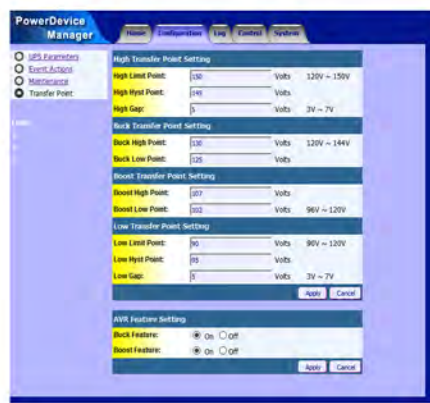 PowerDevice
Manager
Home Configuration Log Control System
UPS Parameters
Event Actions
Maintenance
Transfer Point
High Transfer Point Setting
High Limit Point: 150 Volts 120V ~ 150V
High Hyst Point: 145 Volts
High Gap: 5 Volts 3V ~ 7V
Buck Transfer Point Setting
Buck High Point: 130 Volts 120V ~ 144V
Buck Low Point: 125 Volts
Boost Transfer Point Setting
Boost High Point: 107 Volts
Boost Low Point: 102 Volts 96V ~ 120V
Low Transfer Point Setting
Low Limit Point: 90 Volts 90V ~ 120V
Low Hyst Point: 95 Volts
Low Gap: 5 Volts 3V ~ 7V
Apply Cancel
AVR Feature Setting
Buck Feature: On Off
Boost Feature: On Off
Apply Cancel